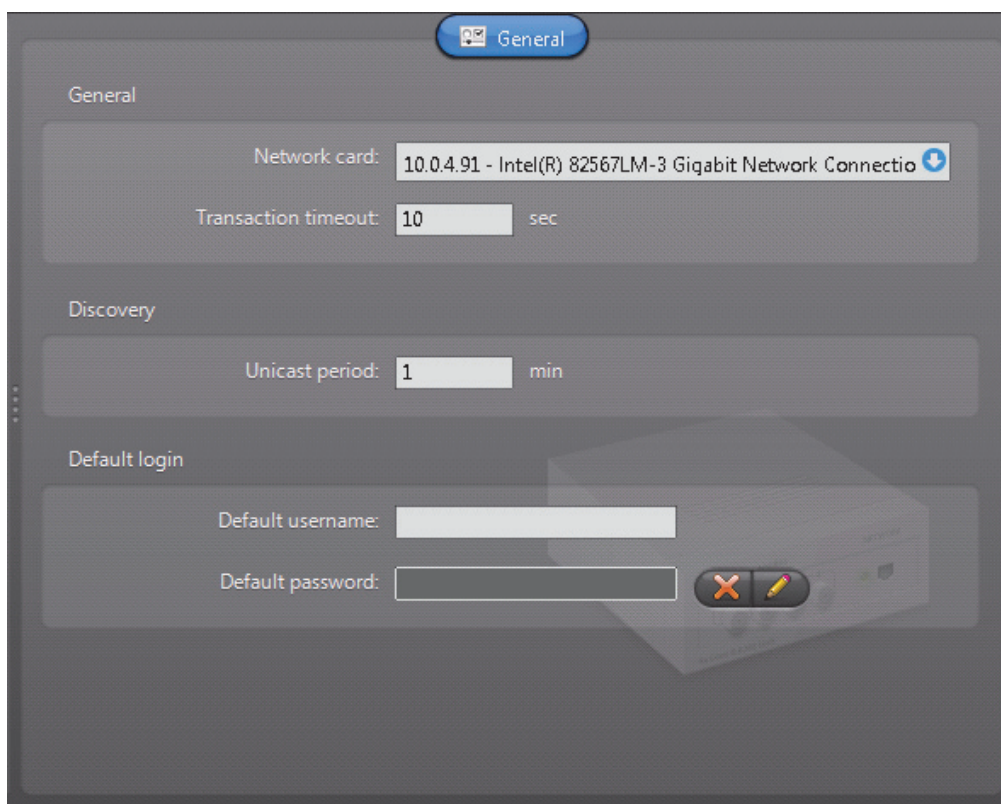 General
General
Network card: 10.0.4.91 - Intel(R) 82567LM-3 Gigabit Network Connectio
Transaction timeout: 10 sec
Discovery
Unicast period: 1 min
Default login
Default username:
Default password: